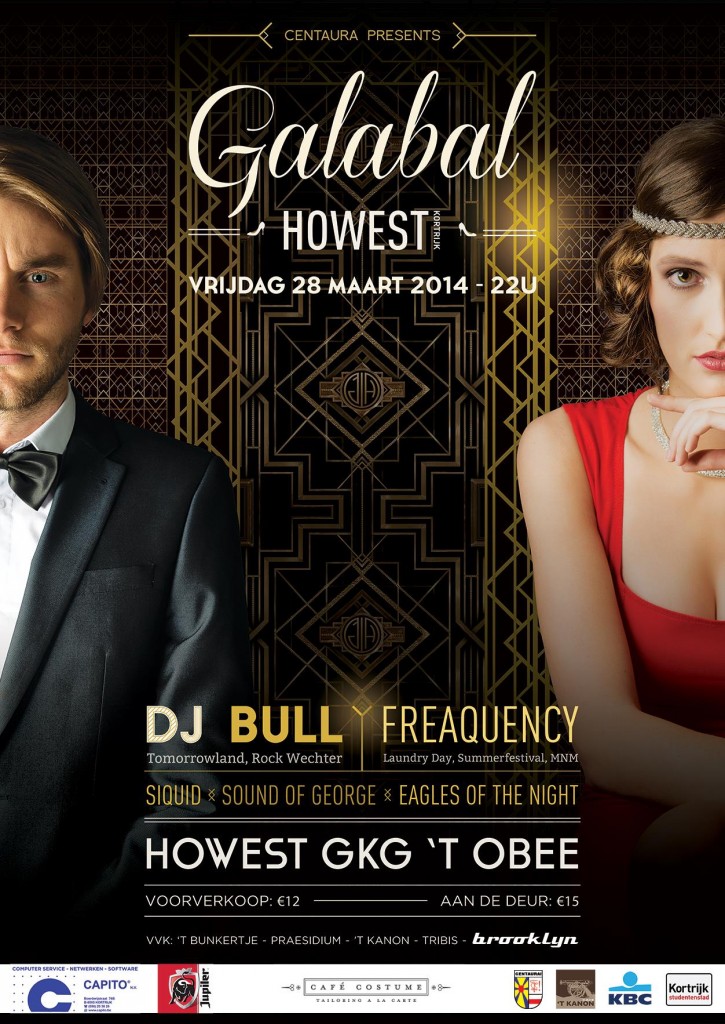 CENTAURA PRESENTS
Galabal
HOWEST KORTRIJK
VRIJDAG 28 MAART 2014 - 22U
DJ BULL
Tomorrowland, Rock Wechter
FREAQUENCY
Laundry Day, Summerfestival, MNM
SIQUID × SOUND OF GEORGE × EAGLES OF THE NIGHT
HOWEST GKG 'T OBEE
VOORVERKOOP: €12
AAN DE DEUR: €15
VVK: 'T BUNKERTJE - PRAESIDIUM - 'T KANON - TRIBIS - brooklyn
COMPUTER SERVICE - NETWERKEN - SOFTWARE
CAPITO
Jupiler
CAFÉ COSTUME
TAILORING A LA CARTE
CENTAURA
'T KANON
KBC
Kortrijk
studentenstad